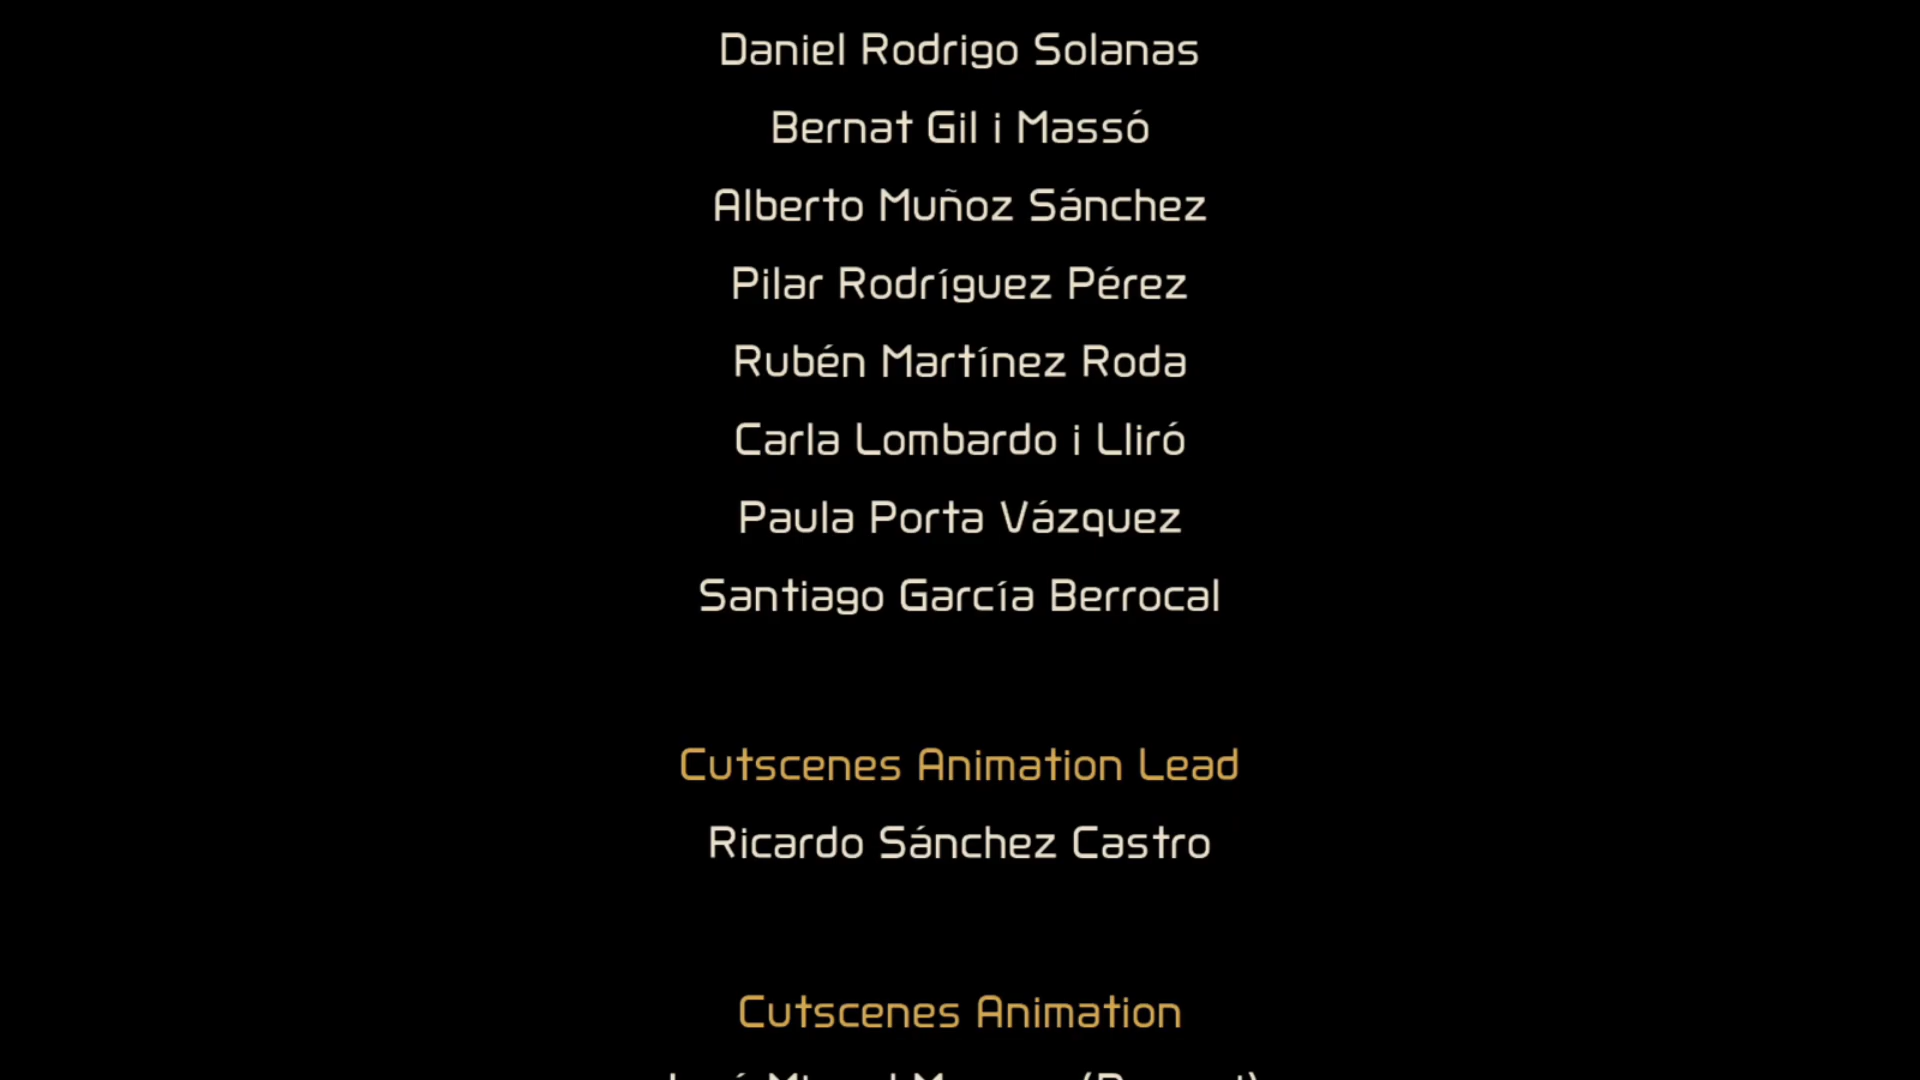 Daniel Rodrigo Solanas
Bernat Gil i Massó
Alberto Muñoz Sánchez
Pilar Rodríguez Pérez
Rubén Martínez Roda
Carla Lombardo i Lliró
Paula Porta Vázquez
Santiago García Berrocal
Cutscenes Animation Lead
Ricardo Sánchez Castro
Cutscenes Animation